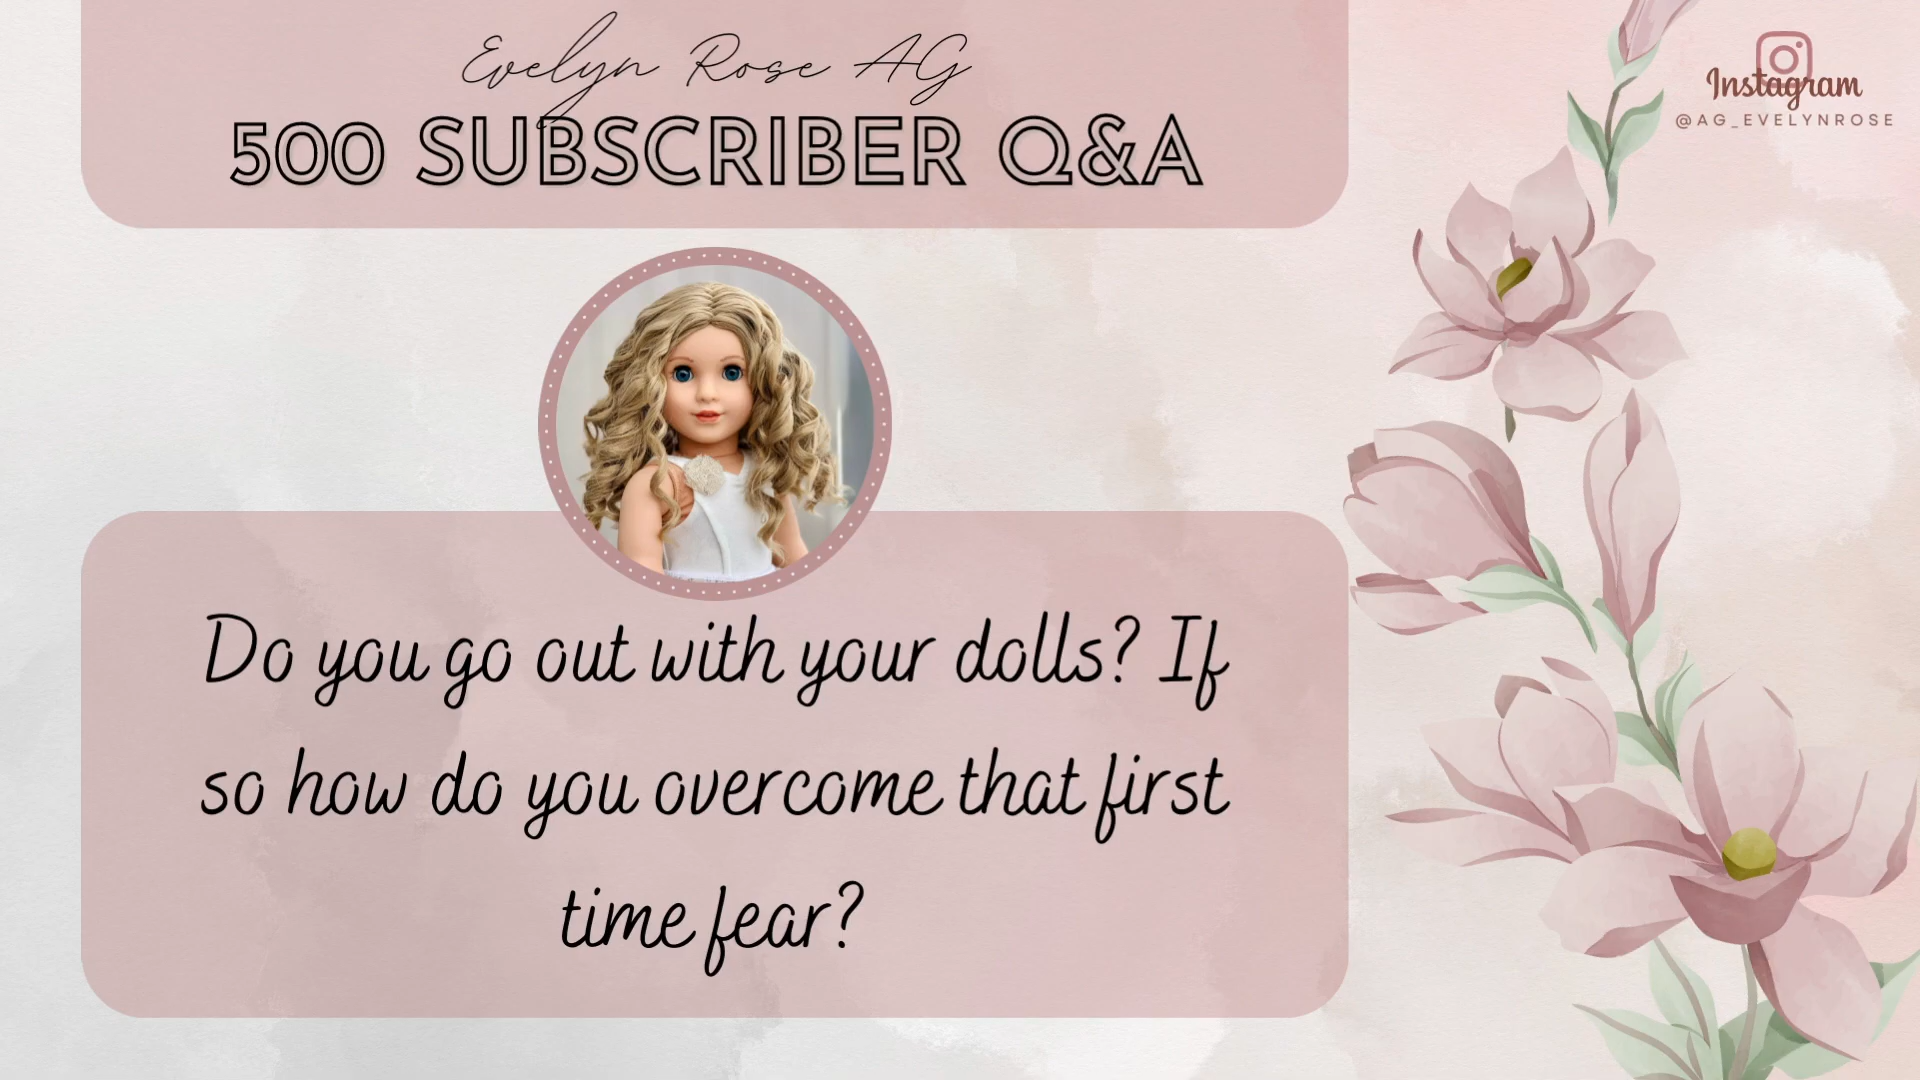 Evelyn Rose AG
500 SUBSCRIBER Q&A
Instagram
@AG_EVELYNROSE
Do you go out with your dolls? If
so how do you overcome that first
time fear?